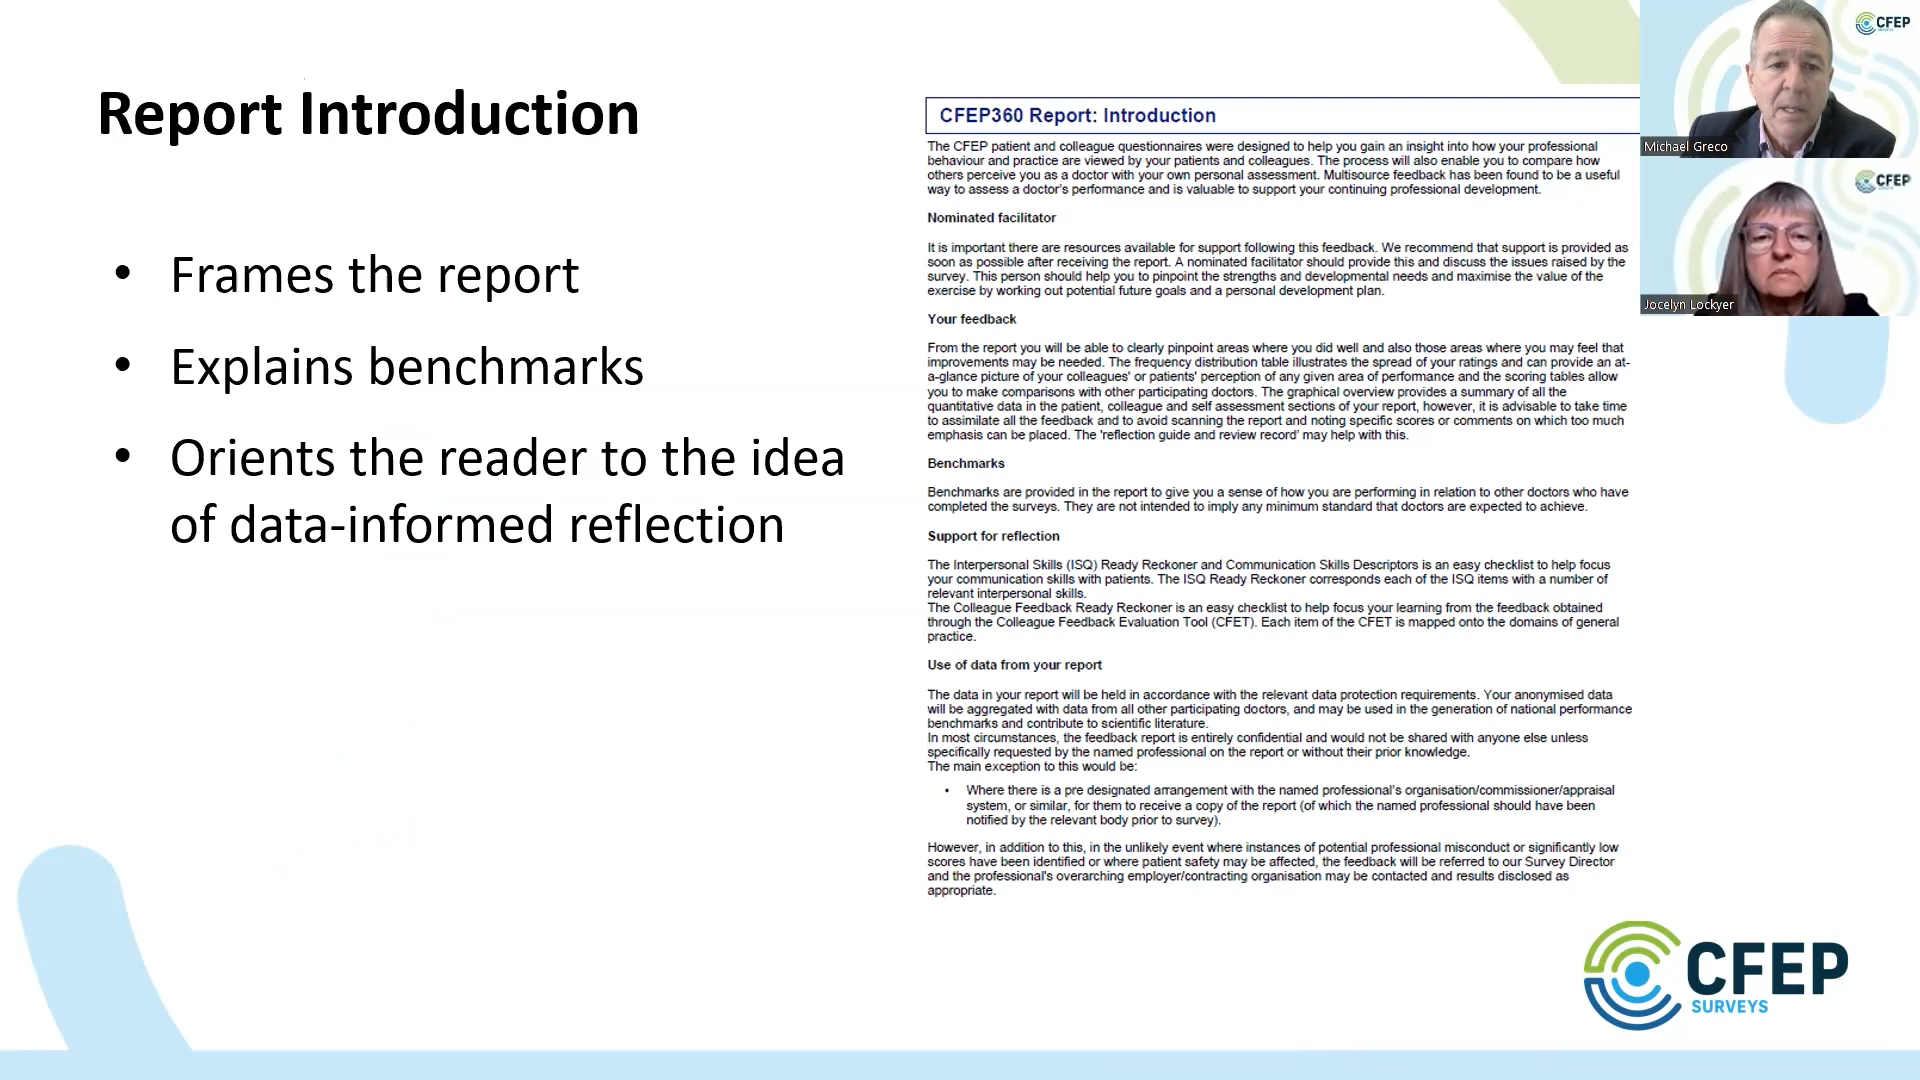 Report Introduction
• Frames the report
• Explains benchmarks
• Orients the reader to the idea
of data-informed reflection
CFEP360 Report: Introduction
The CFEP patient and colleague questionnaires were designed to help you gain an insight into how your professional
behaviour and practice are viewed by your patients and colleagues. The process will also enable you to compare how
others perceive you as a doctor with your own personal assessment. Multisource feedback has been found to be a useful
way to assess a doctor's performance and is valuable to support your continuing professional development.
Nominated facilitator
It is important there are resources available for support following this feedback. We recommend that support is provided as
soon as possible after receiving the report. A nominated facilitator should provide this and discuss the issues raised by the
survey. This person should help you to pinpoint the strengths and developmental needs and maximise the value of the
exercise by working out potential future goals and a personal development plan.
Your feedback
From the report you will be able to clearly pinpoint areas where you did well and also those areas where you may feel that
improvements may be needed. The frequency distribution table illustrates the spread of your ratings and can provide an at-
a-glance picture of your colleagues' or patients' perception of any given area of performance and the scoring tables allow
you to make comparisons with other participating doctors. The graphical overview provides a summary of all the
quantitative data in the patient, colleague and self assessment sections of your report, however, it is advisable to take time
to assimilate all the feedback and to avoid scanning the report and noting specific scores or comments on which too much
emphasis can be placed. The 'reflection guide and review record' may help with this.
Benchmarks
Benchmarks are provided in the report to give you a sense of how you are performing in relation to other doctors who have
completed the surveys. They are not intended to imply any minimum standard that doctors are expected to achieve.
Support for reflection
The Interpersonal Skills (ISQ) Ready Reckoner and Communication Skills Descriptors is an easy checklist to help focus
your communication skills with patients. The ISQ Ready Reckoner corresponds each of the ISQ items with a number of
relevant interpersonal skills.
The Colleague Feedback Ready Reckoner is an easy checklist to help focus your learning from the feedback obtained
through the Colleague Feedback Evaluation Tool (CFET). Each item of the CFET is mapped onto the domains of general
practice.
Use of data from your report
The data in your report will be held in accordance with the relevant data protection requirements. Your anonymised data
will be aggregated with data from all other participating doctors, and may be used in the generation of national performance
benchmarks and contribute to scientific literature.
In most circumstances, the feedback report is entirely confidential and would not be shared with anyone else unless
specifically requested by the named professional on the report or without their prior knowledge.
The main exception to this would be:
• Where there is a pre designated arrangement with the named professional's organisation/commissioner/appraisal
system, or similar, for them to receive a copy of the report (of which the named professional should have been
notified by the relevant body prior to survey).
However, in addition to this, in the unlikely event where instances of potential professional misconduct or significantly low
scores have been identified or where patient safety may be affected, the feedback will be referred to our Survey Director
and the professional's overarching employer/contracting organisation may be contacted and results disclosed as
appropriate.
CFEP
SURVEYS
Michael Greco
CFEP
Jocelyn Lockyer
CFEP
SURVEYS